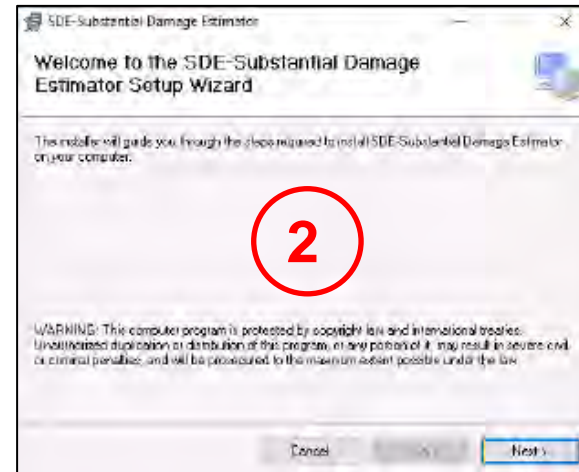 SDE-Substantial Damage Estimator
Welcome to the SDE-Substantial Damage
Estimator Setup Wizard
The installer will guide you through the steps required to install SDE-Substantial Damage Estimator
on your computer.
2
WARNING: This computer program is protected by copyright law and international treaties.
Unauthorized duplication or distribution of this program, or any portion of it, may result in severe civil
or criminal penalties, and will be prosecuted to the maximum extent possible under the law.
Cancel Next >